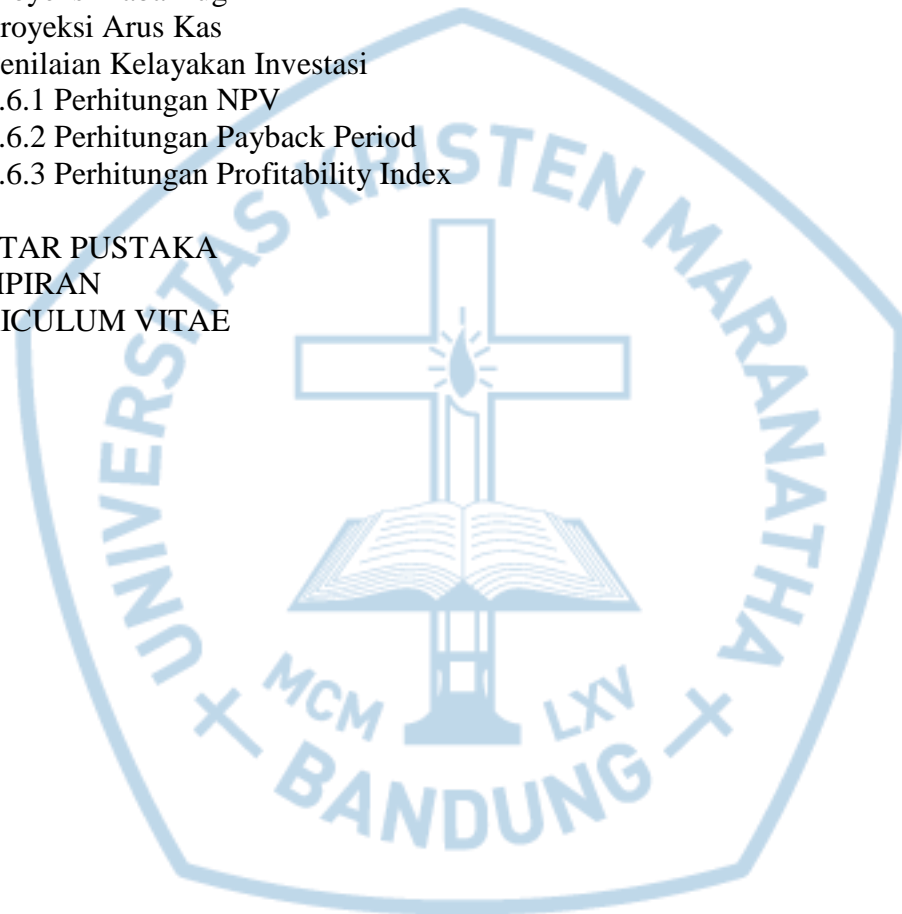 royeksi Arus Kas
enilaian Kelayakan Investasi
.6.1 Perhitungan NPV
.6.2 Perhitungan Payback Period
.6.3 Perhitungan Profitability Index
TAR PUSTAKA
IPIRAN
ICULUM VITAE
UNIVERSITAS KRISTEN MARANATHA
MCM LXV
BANDUNG